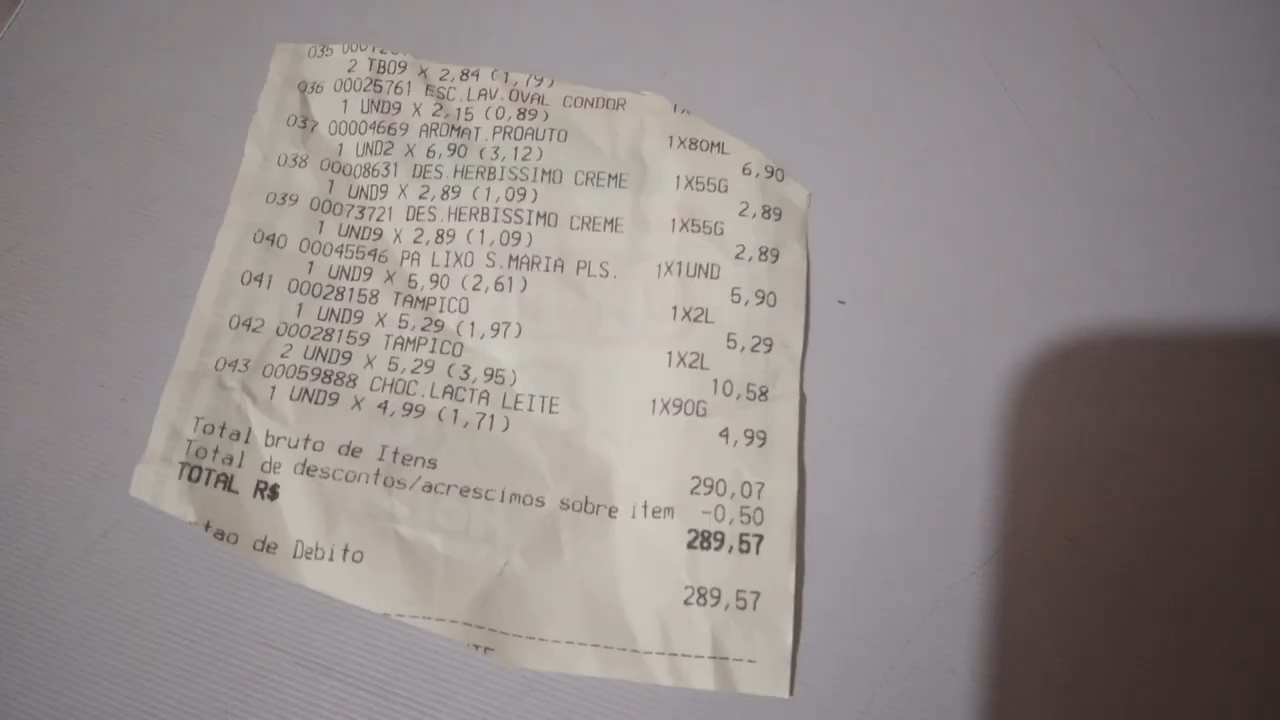 035
2 TB09 X 2,84 (1,79)
036 00025761 ESC.LAV.OVAL CONDOR
1 UND9 X 2,15 (0,89)
037 00004669 AROMAT.PROAUTO 1X80ML
1 UND2 X 6,90 (3,12) 6,90
038 00008631 DES.HERBISSIMO CREME 1X55G
1 UND9 X 2,89 (1,09) 2,89
039 00073721 DES.HERBISSIMO CREME 1X55G
1 UND9 X 2,89 (1,09) 2,89
040 00045546 PA LIXO S.MARIA PLS. 1X1UND
1 UND9 X 5,90 (2,61) 5,90
041 00028158 TAMPICO 1X2L
1 UND9 X 5,29 (1,97) 5,29
042 00028159 TAMPICO 1X2L
2 UND9 X 5,29 (3,95) 10,58
043 00059888 CHOC.LACTA LEITE 1X90G
1 UND9 X 4,99 (1,71) 4,99
Total bruto de Itens 290,07
Total de descontos/acrescimos sobre item -0,50
TOTAL R$ 289,57
tao de Debito 289,57